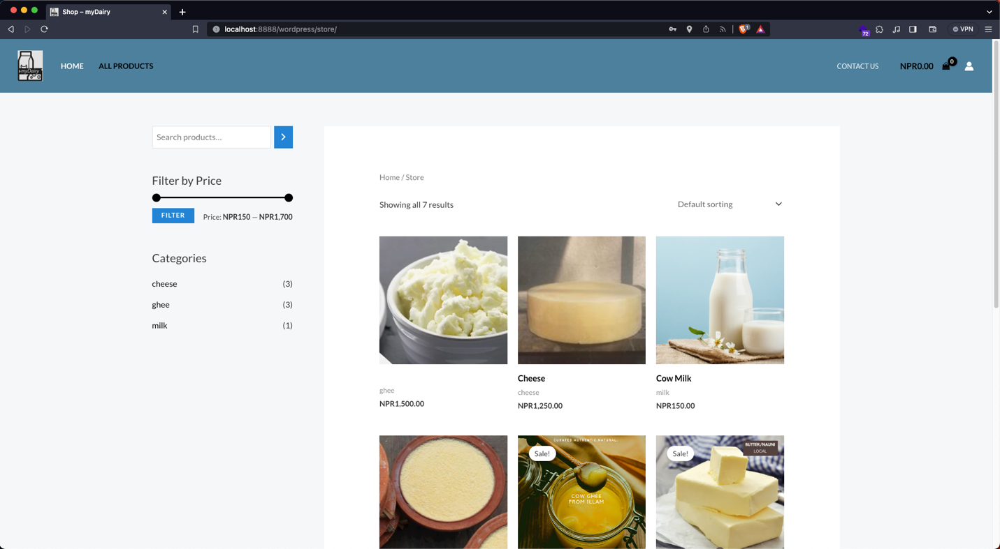 Shop – myDairy
localhost:8888/wordpress/store/
1
72
VPN
myDairy
HOME
ALL PRODUCTS
CONTACT US
NPR0.00
0
Search products...
Filter by Price
FILTER
Price: NPR150 — NPR1,700
Categories
cheese (3)
ghee (3)
milk (1)
Home / Store
Showing all 7 results
Default sorting
ghee
NPR1,500.00
Cheese
cheese
NPR1,250.00
Cow Milk
milk
NPR150.00
CURATED.AUTHENTIC.NATURAL.
Sale!
COW GHEE
FROM ILLAM
Sale!
BUTTER/NAUNI
LOCAL